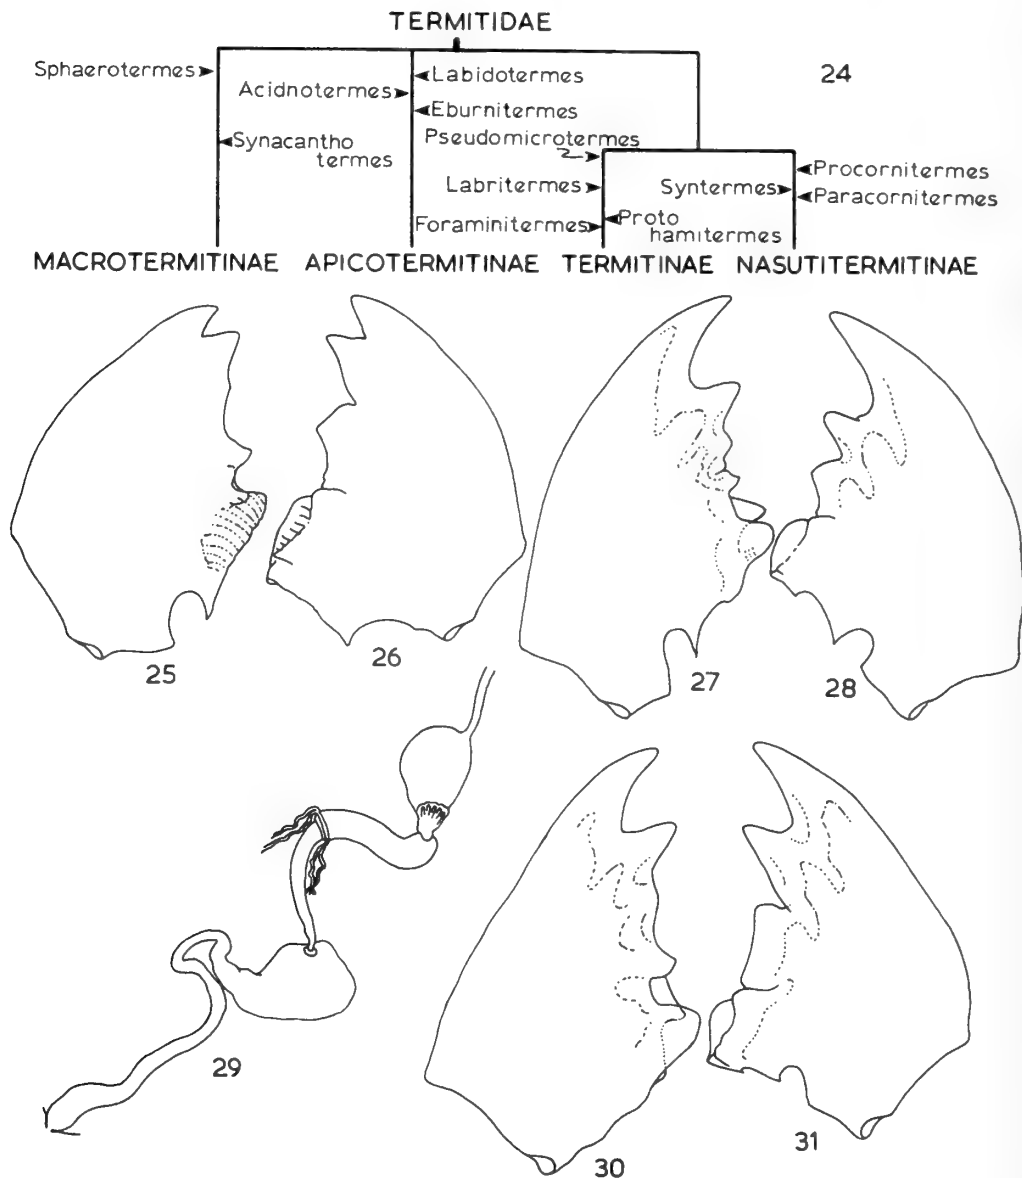 TERMITIDAE
Sphaerotermes
Labidotermes
24
Acidnotermes
Eburnitermes
Synacantho
termes
Pseudomicrotermes
Procornitermes
Labritermes
Syntermes
Paracornitermes
Foraminitermes
Proto
hamitermes
MACROTERMITINAE APICOTERMITINAE TERMITINAE NASUTITERMITINAE
25
26
27
28
29
30
31